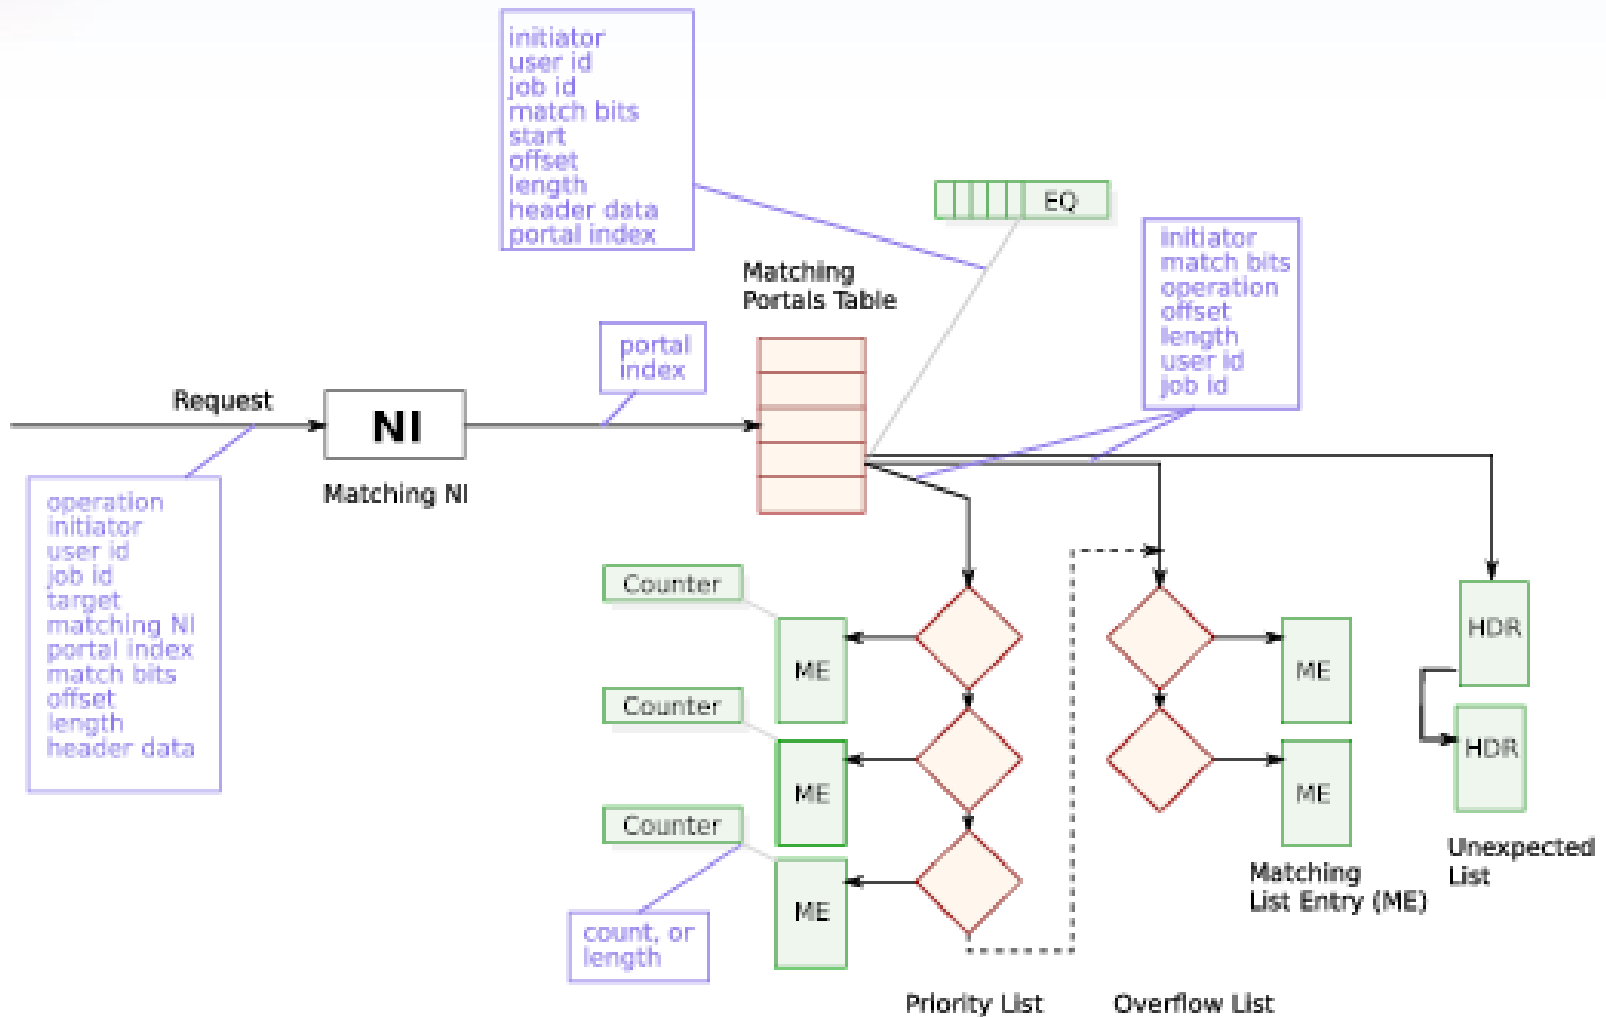 initiator
user id
job id
match bits
start
offset
length
header data
portal index
EQ
initiator
match bits
operation
offset
length
user id
job id
Matching
Portals Table
portal
index
Request
NI
Matching NI
operation
initiator
user id
job id
target
matching NI
portal index
match bits
offset
length
header data
Counter
ME
Counter
ME
Counter
ME
count, or
length
ME
ME
HDR
HDR
Matching
List Entry (ME)
Unexpected
List
Priority List
Overflow List